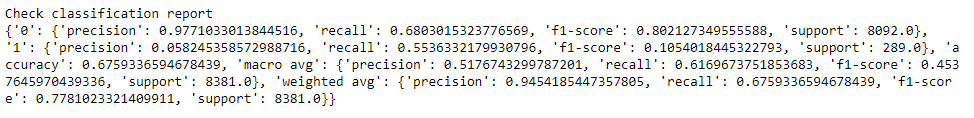 Check classification report
{'0': {'precision': 0.9771033013844516, 'recall': 0.6803015323776569, 'f1-score': 0.802127349555588, 'support': 8092.0},
'1': {'precision': 0.058245358572988716, 'recall': 0.5536332179930796, 'f1-score': 0.1054018445322793, 'support': 289.0}, 'a
ccuracy': 0.6759336594678439, 'macro avg': {'precision': 0.5176743299787201, 'recall': 0.6169673751853683, 'f1-score': 0.453
7645970439336, 'support': 8381.0}, 'weighted avg': {'precision': 0.9454185447357805, 'recall': 0.6759336594678439, 'f1-scor
e': 0.7781023321409911, 'support': 8381.0}}